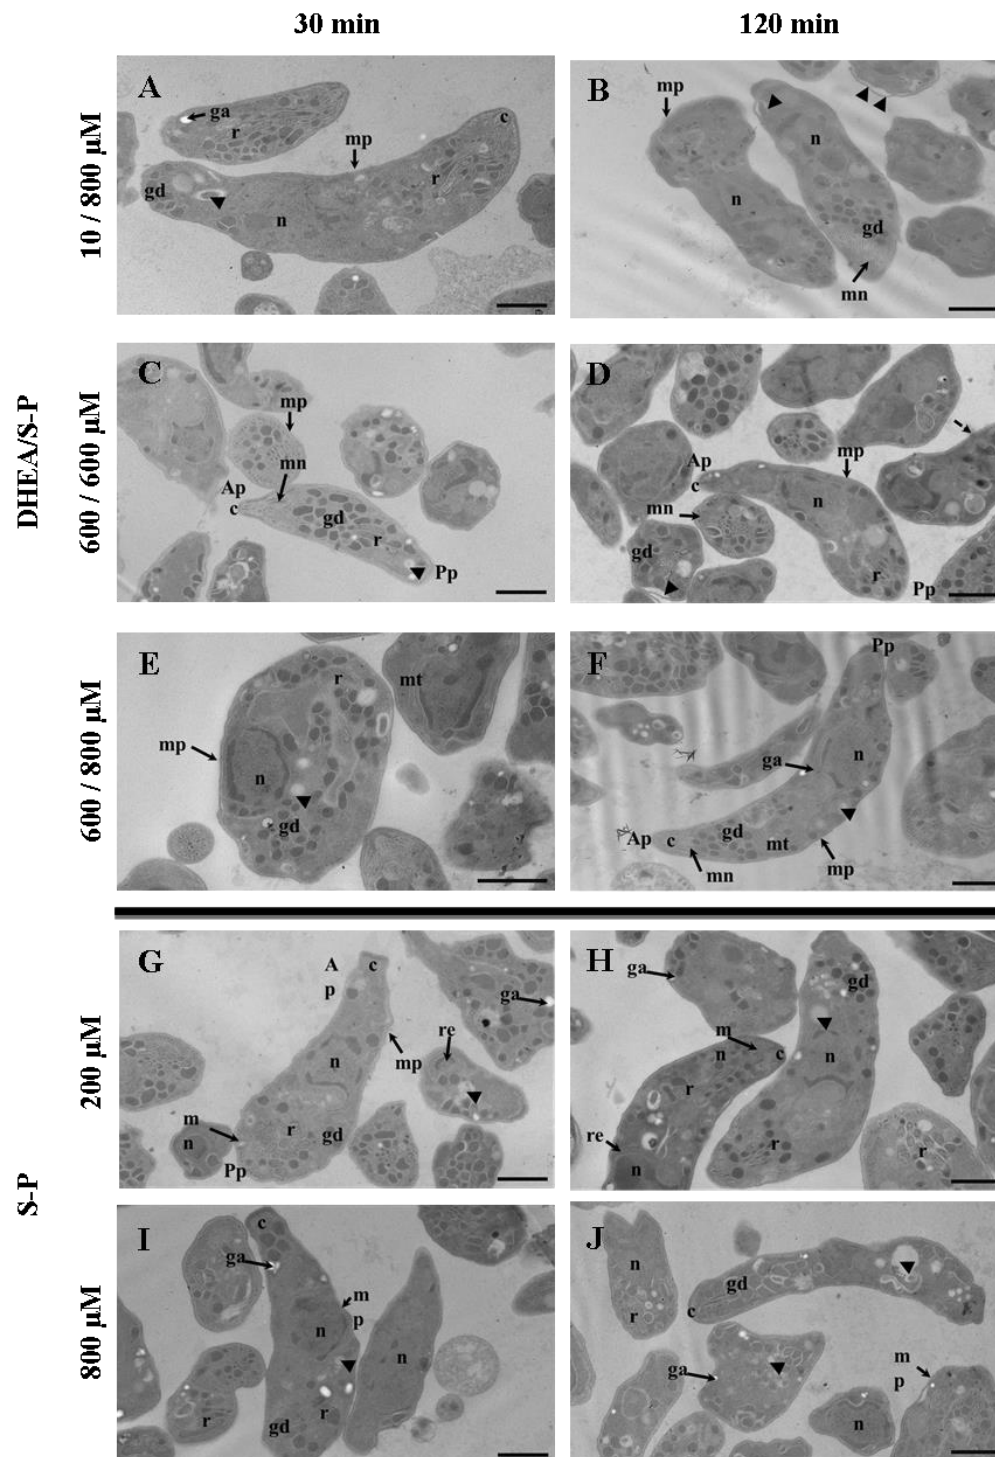 30 min
120 min
DHEA/S-P
10 / 800 μM
A
ga
r
mp
c
r
gd
n
B
mp
n
n
gd
mn
600 / 600 μM
C
mp
mn
Ap
c
gd
r
Pp
D
Ap
c
mp
mn
n
gd
r
Pp
600 / 800 μM
E
r
mt
mp
n
gd
F
Pp
n
ga
gd
Ap
c
mt
mn
mp
S-P
200 μM
G
A
p
c
ga
re
n
mp
m
n
r
gd
Pp
H
ga
gd
m
n
c
n
r
re
n
r
r
800 μM
I
c
ga
m
p
n
n
r
gd
r
J
n
gd
r
c
ga
m
p
n